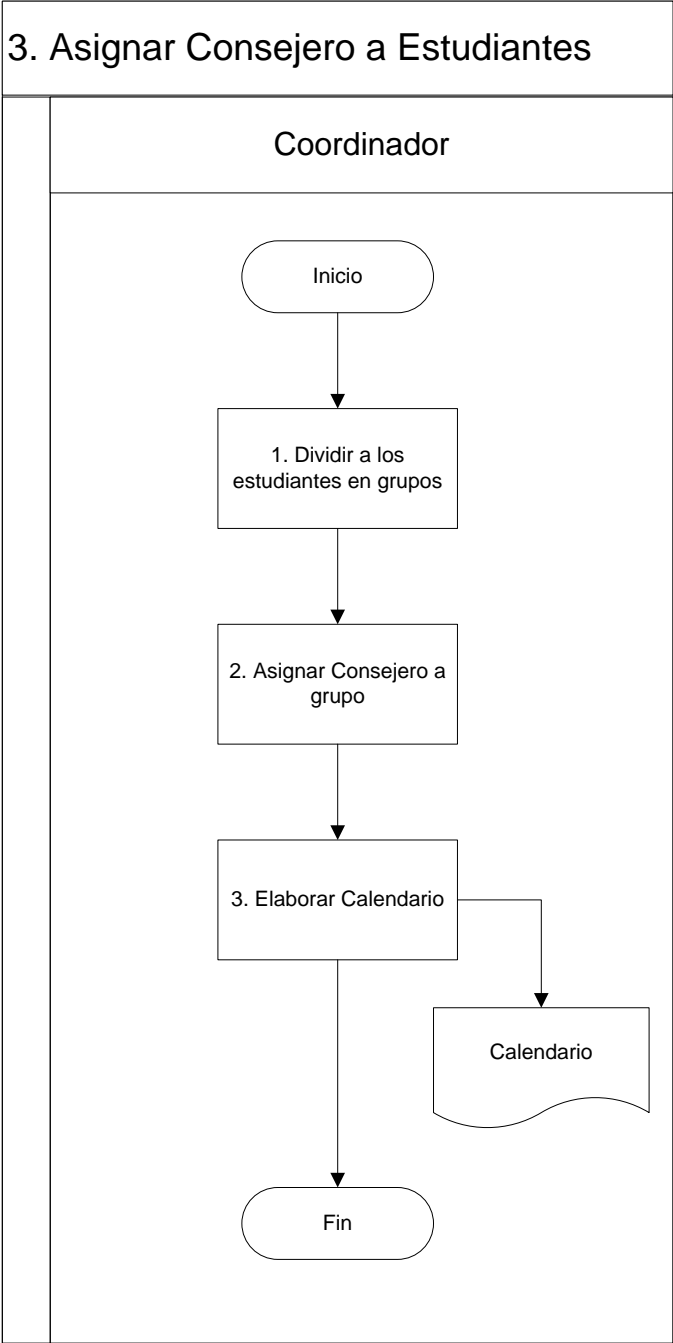 3. Asignar Consejero a Estudiantes
Coordinador
Inicio
1. Dividir a los
estudiantes en grupos
2. Asignar Consejero a
grupo
3. Elaborar Calendario
Calendario
Fin